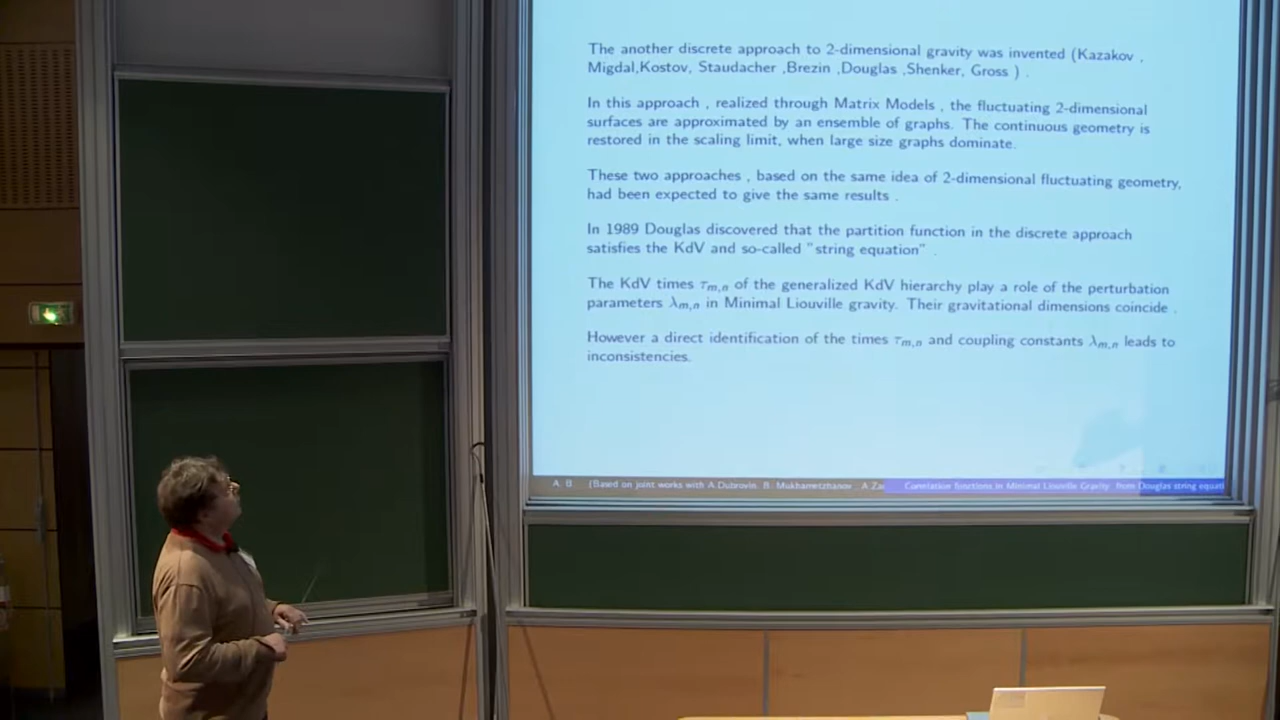 The another discrete approach to 2-dimensional gravity was invented (Kazakov ,
Migdal,Kostov, Staudacher ,Brezin ,Douglas ,Shenker, Gross ) .
In this approach , realized through Matrix Models , the fluctuating 2-dimensional
surfaces are approximated by an ensemble of graphs. The continuous geometry is
restored in the scaling limit, when large size graphs dominate.
These two approaches , based on the same idea of 2-dimensional fluctuating geometry,
had been expected to give the same results .
In 1989 Douglas discovered that the partition function in the discrete approach
satisfies the KdV and so-called "string equation" .
The KdV times τm,n of the generalized KdV hierarchy play a role of the perturbation
parameters λm,n in Minimal Liouville gravity. Their gravitational dimensions coincide .
However a direct identification of the times τm,n and coupling constants λm,n leads to
inconsistencies.
A. B (Based on joint works with A.Dubrovin, B. Mukhametzhanov , A Za Correlation functions in Minimal Liouville Gravity from Douglas string equati